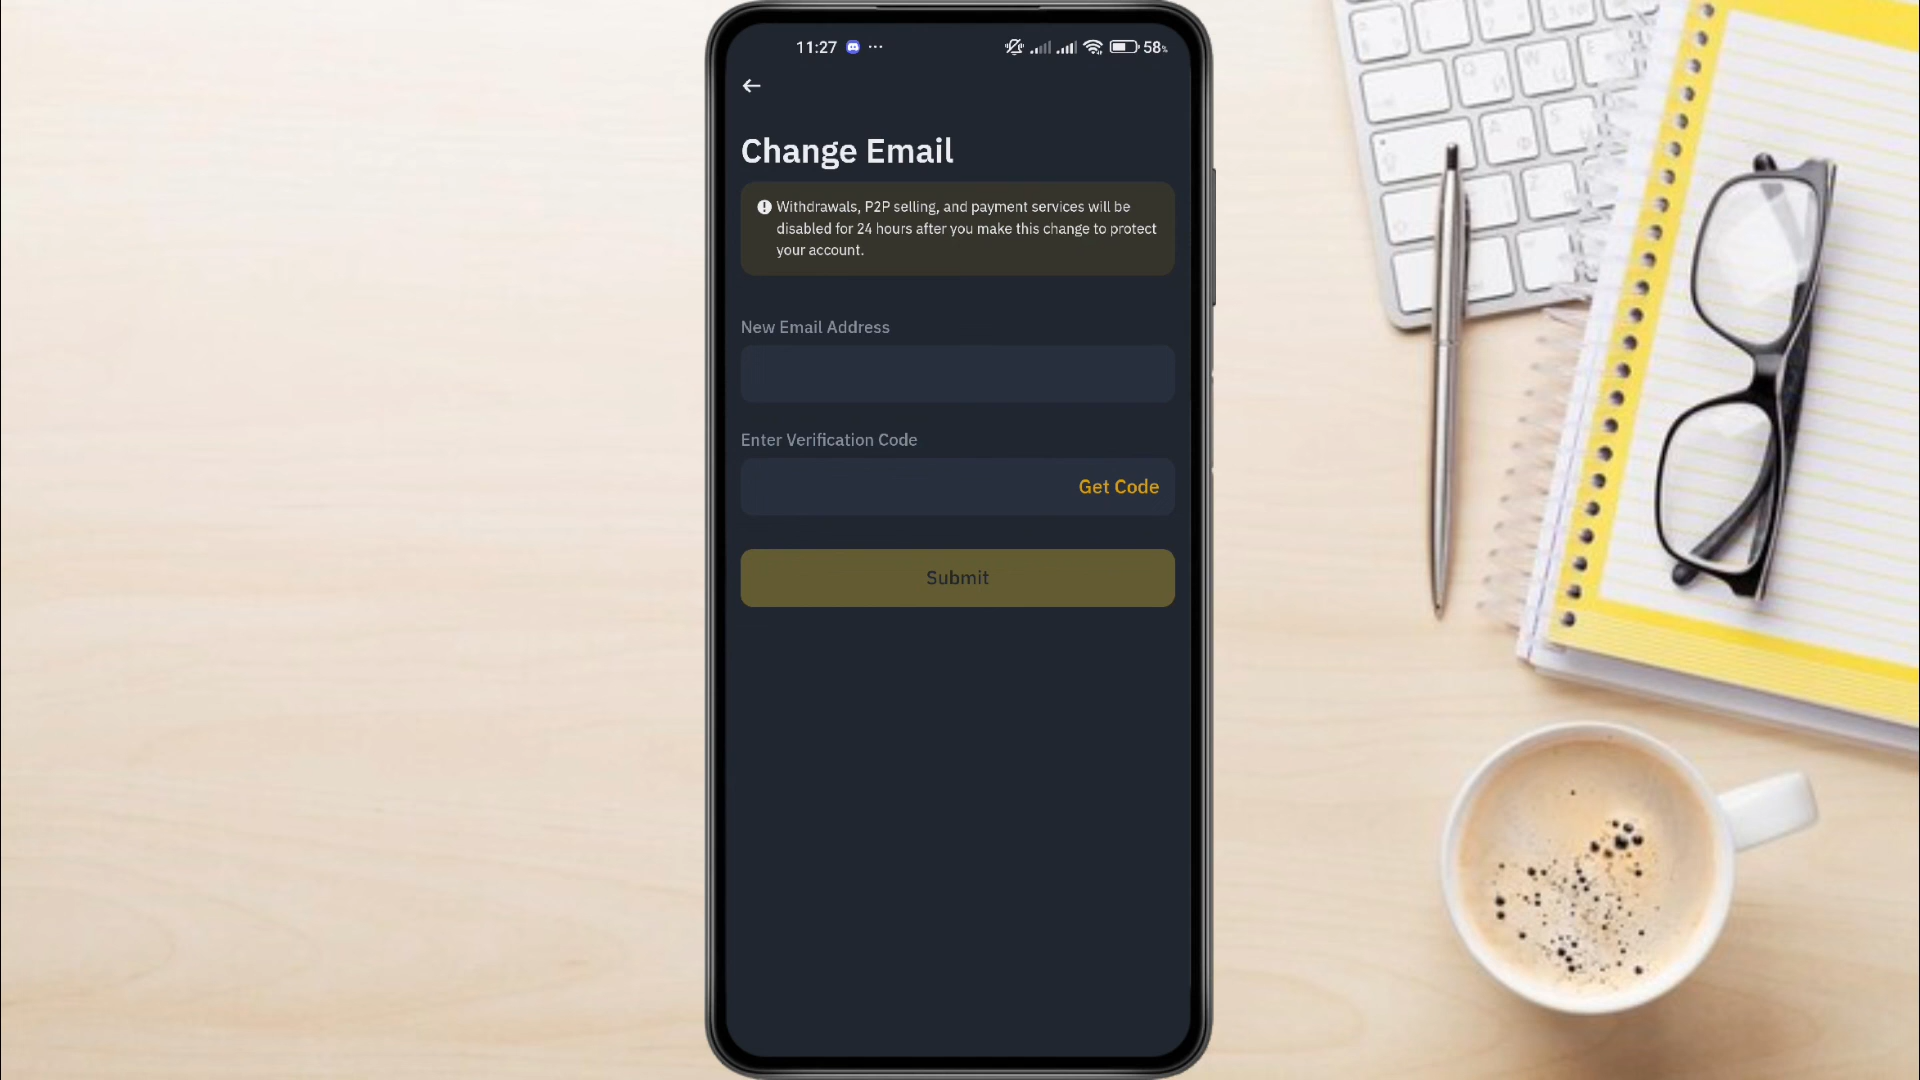 11:27 ... 58%
Change Email
Withdrawals, P2P selling, and payment services will be
disabled for 24 hours after you make this change to protect
your account.
New Email Address
Enter Verification Code
Get Code
Submit